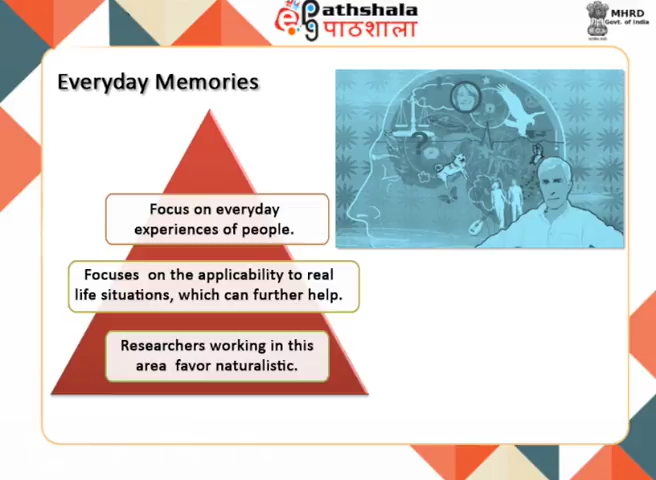 Pathshala
पाठशाला
MHRD
Govt. of India
Everyday Memories
Focus on everyday
experiences of people.
Focuses on the applicability to real
life situations, which can further help.
Researchers working in this
area favor naturalistic.
?